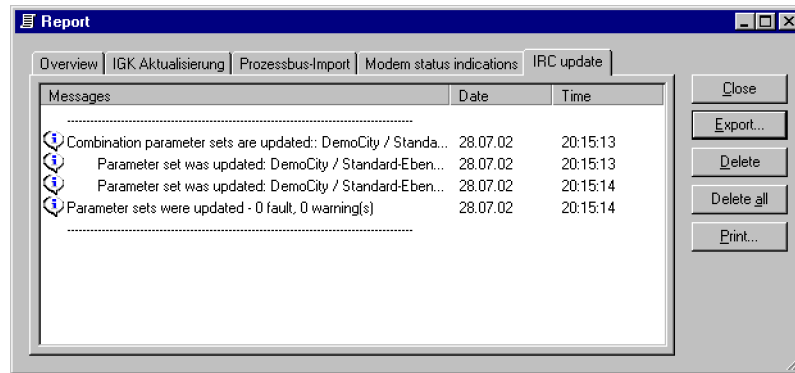 Report
Overview IGK Aktualisierung Prozessbus-Import Modem status indications IRC update
Messages Date Time
Combination parameter sets are updated:: DemoCity / Standa... 28.07.02 20:15:13
Parameter set was updated: DemoCity / Standard-Eben... 28.07.02 20:15:13
Parameter set was updated: DemoCity / Standard-Eben... 28.07.02 20:15:14
Parameter sets were updated - 0 fault, 0 warning(s) 28.07.02 20:15:14
Close
Export...
Delete
Delete all
Print...